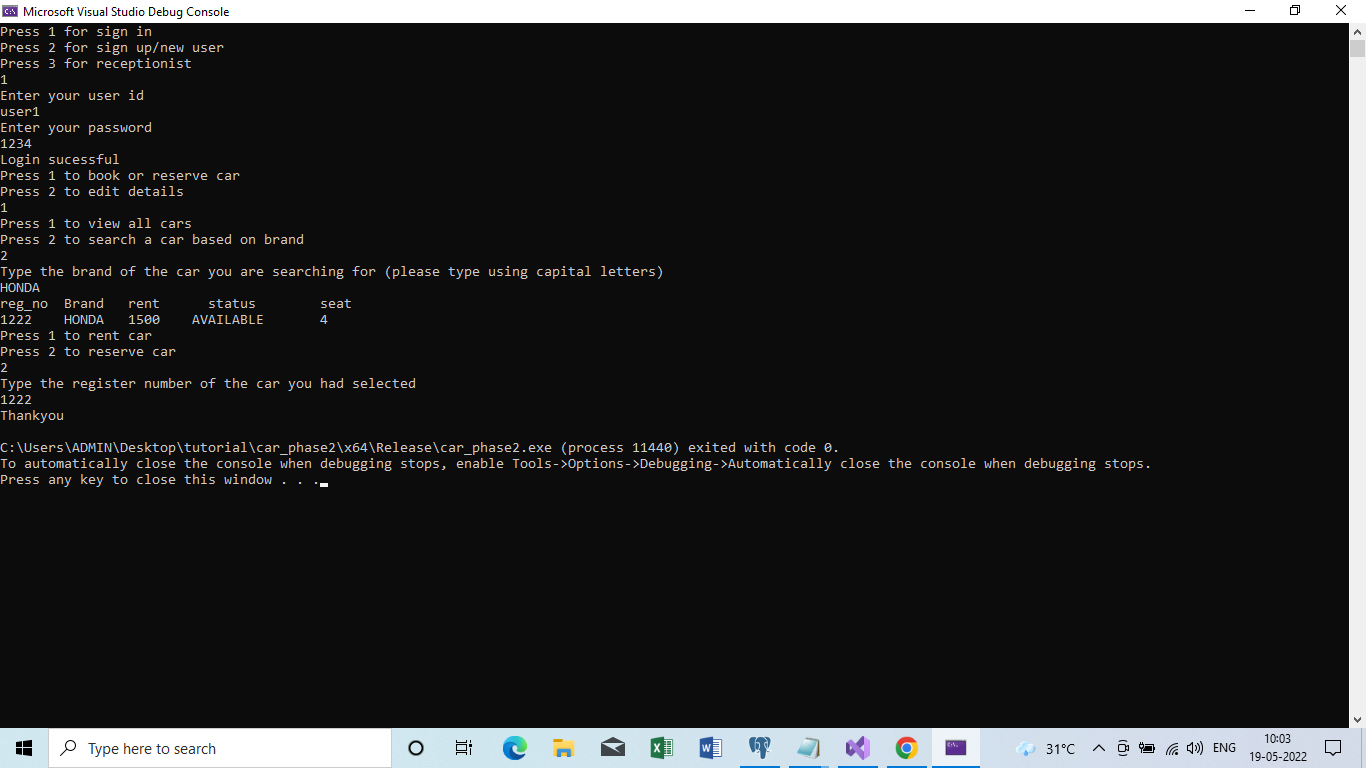 Microsoft Visual Studio Debug Console
Press 1 for sign in
Press 2 for sign up/new user
Press 3 for receptionist
1
Enter your user id
user1
Enter your password
1234
Login sucessful
Press 1 to book or reserve car
Press 2 to edit details
1
Press 1 to view all cars
Press 2 to search a car based on brand
2
Type the brand of the car you are searching for (please type using capital letters)
HONDA
reg_no  Brand   rent      status        seat
1222    HONDA   1500    AVAILABLE       4
Press 1 to rent car
Press 2 to reserve car
2
Type the register number of the car you had selected
1222
Thankyou
C:\Users\ADMIN\Desktop\tutorial\car_phase2\x64\Release\car_phase2.exe (process 11440) exited with code 0.
To automatically close the console when debugging stops, enable Tools->Options->Debugging->Automatically close the console when debugging stops.
Press any key to close this window . . .
Type here to search
31°C
ENG
10:03
19-05-2022